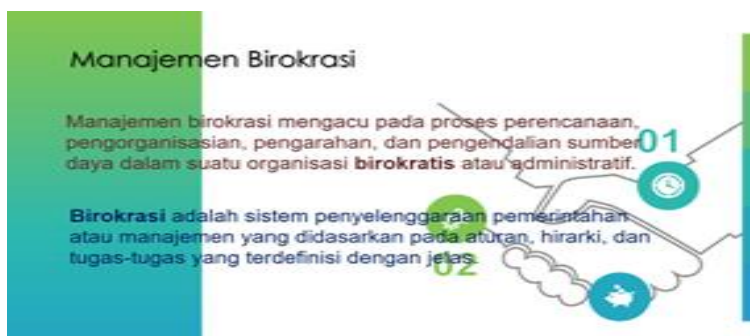 Manajemen Birokrasi
Manajemen birokrasi mengacu pada proses perencanaan,
pengorganisasian, pengarahan, dan pengendalian sumber
daya dalam suatu organisasi birokratis atau administratif.
01
Birokrasi adalah sistem penyelenggaraan pemerintahan
atau manajemen yang didasarkan pada aturan, hirarki, dan
tugas-tugas yang terdefinisi dengan jelas.
02